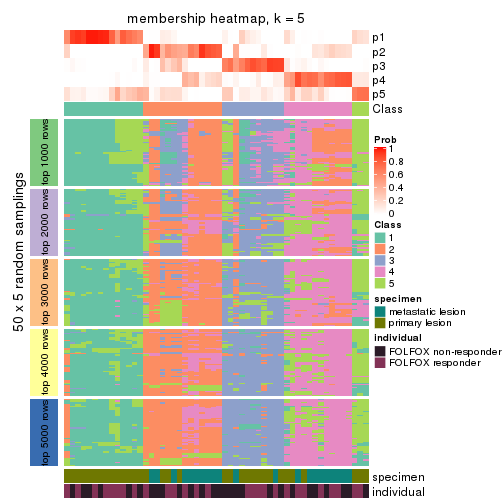 membership heatmap, k = 5
p1
p2
p3
p4
p5
Class
50 x 5 random samplings
top 1000 rows
top 2000 rows
top 3000 rows
top 4000 rows
top 5000 rows
Prob
1
0.8
0.6
0.4
0.2
0
Class
1
2
3
4
5
specimen
metastatic lesion
primary lesion
individual
FOLFOX non-responder
FOLFOX responder
specimen
individual